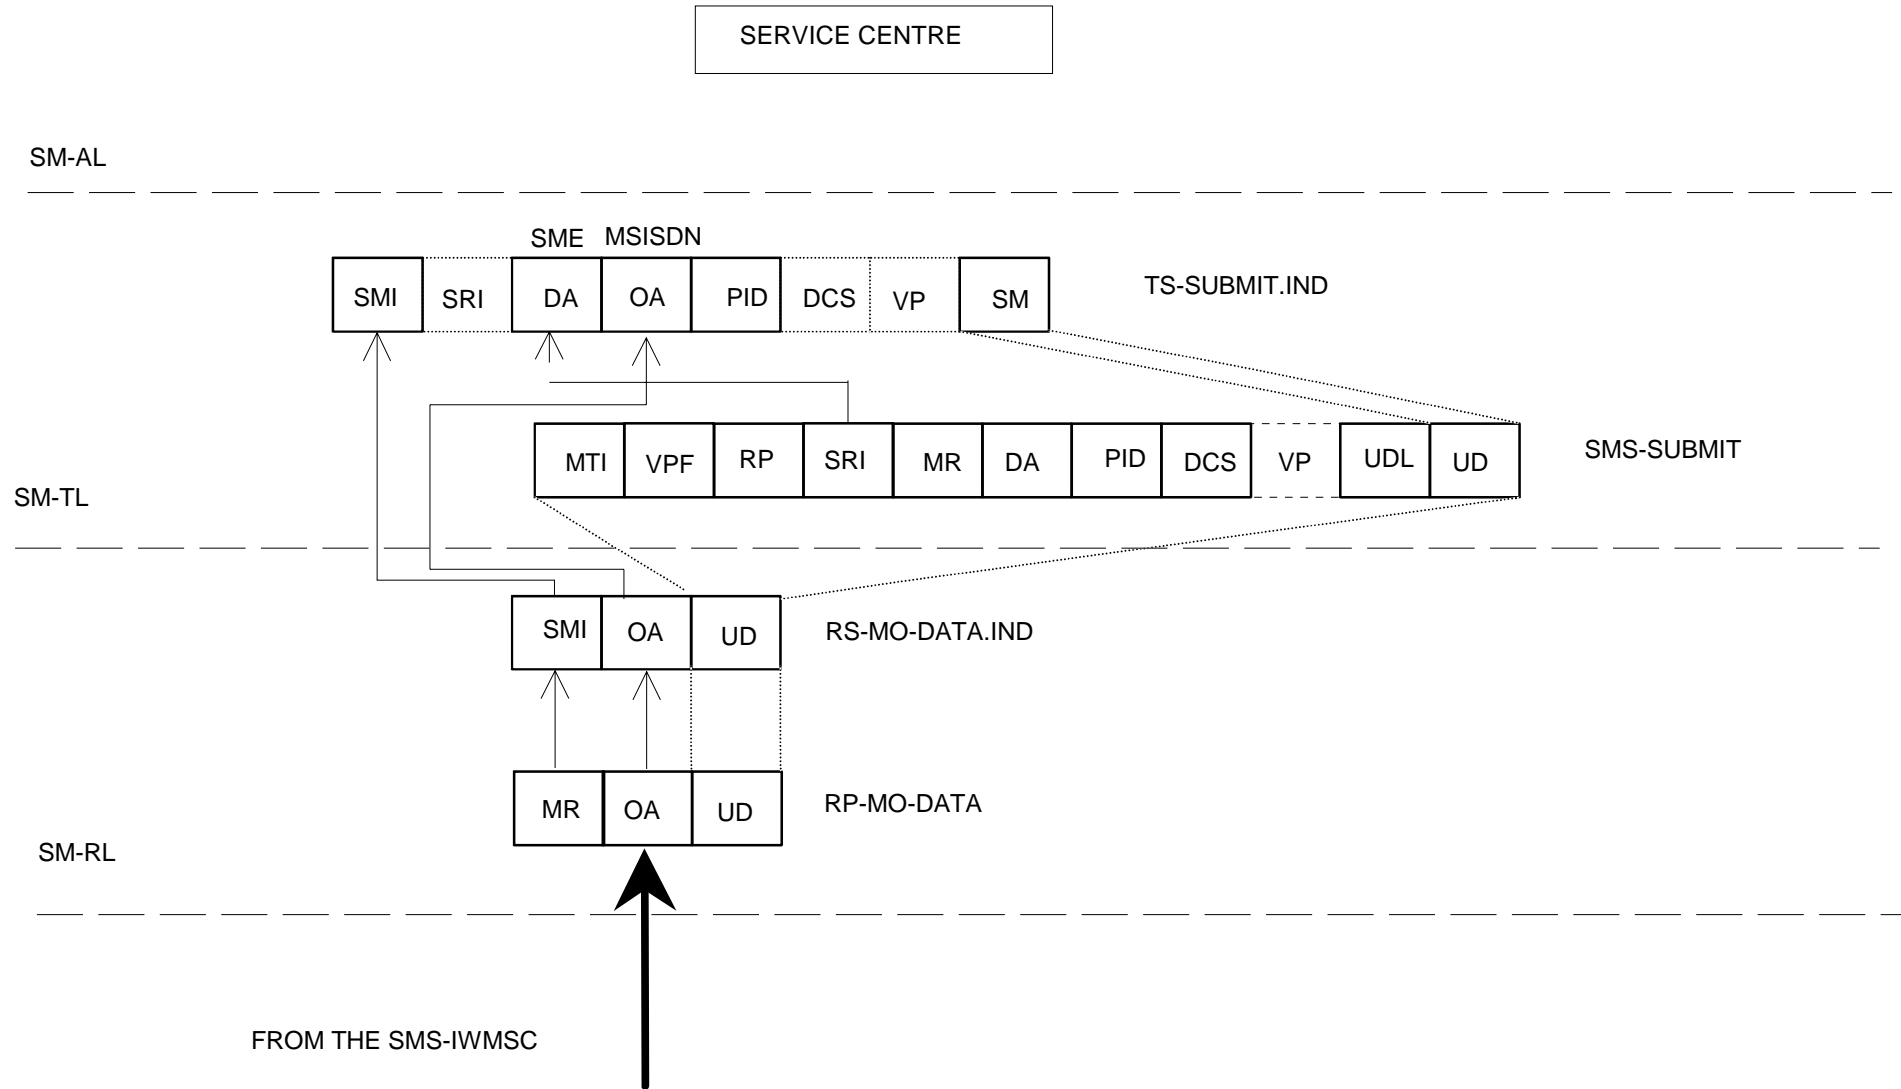 SERVICE CENTRE
SM-AL
SME MSISDN
SMI SRI DA OA PID DCS VP SM TS-SUBMIT.IND
MTI VPF RP SRI MR DA PID DCS VP UDL UD SMS-SUBMIT
SM-TL
SMI OA UD RS-MO-DATA.IND
MR OA UD RP-MO-DATA
SM-RL
FROM THE SMS-IWMSC